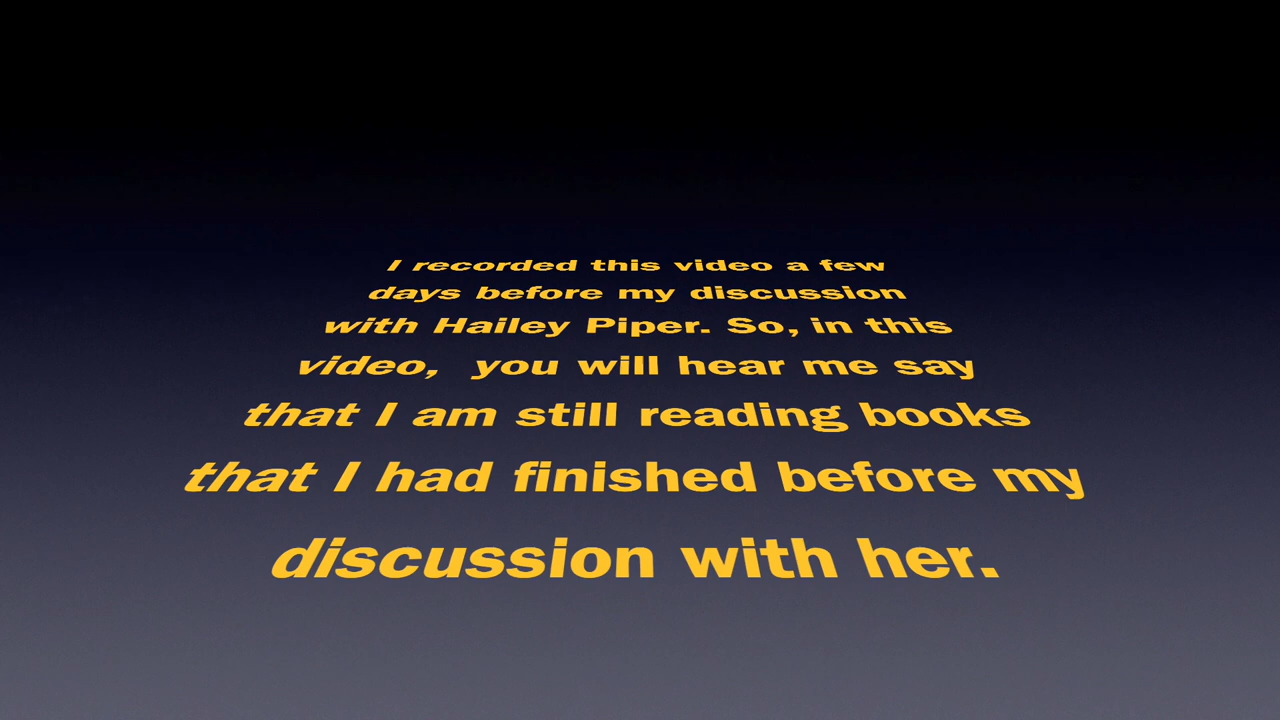 I recorded this video a few
days before my discussion
with Hailey Piper. So, in this
video,  you will hear me say
that I am still reading books
that I had finished before my
discussion with her.